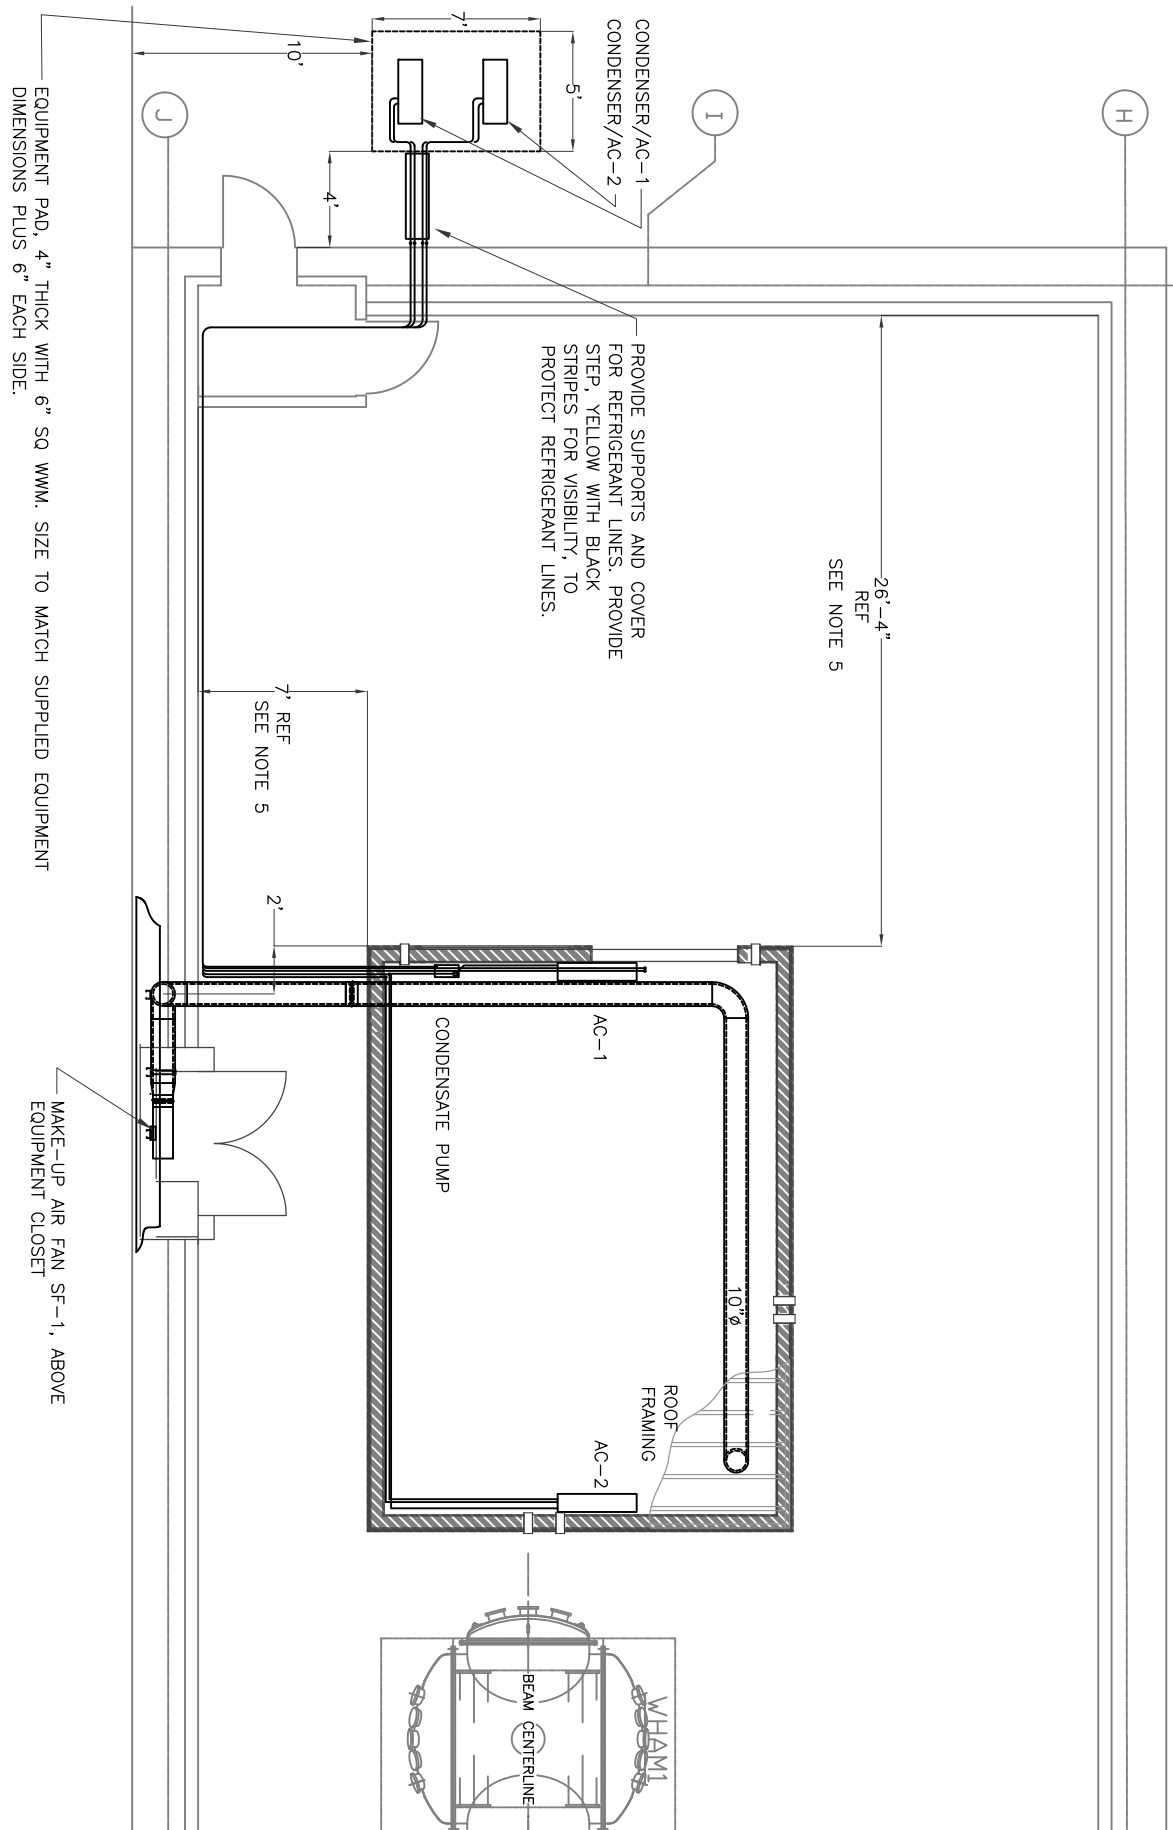 H
I
J
CONDENSER/AC-1
CONDENSER/AC-2
7'
5'
10'
4'
PROVIDE SUPPORTS AND COVER
FOR REFRIGERANT LINES. PROVIDE
STEP, YELLOW WITH BLACK
STRIPES FOR VISIBILITY, TO
PROTECT REFRIGERANT LINES.
26'-4"
REF
SEE NOTE 5
7' REF
SEE NOTE 5
2'
EQUIPMENT PAD, 4" THICK WITH 6" SQ WWM. SIZE TO MATCH SUPPLIED EQUIPMENT
DIMENSIONS PLUS 6" EACH SIDE.
AC-1
CONDENSATE PUMP
10"ø
ROOF
FRAMING
AC-2
MAKE-UP AIR FAN SF-1, ABOVE
EQUIPMENT CLOSET
WHAM1
BEAM CENTERLINE